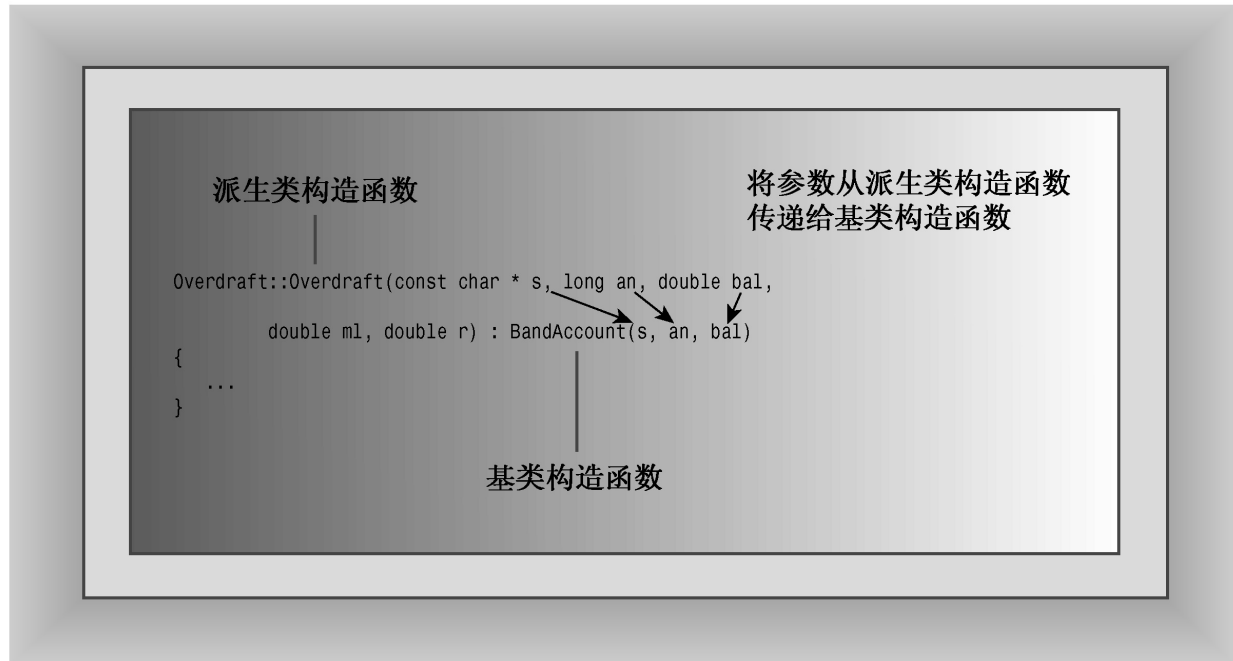 派生类构造函数
将参数从派生类构造函数
传递给基类构造函数
Overdraft::Overdraft(const char * s, long an, double bal,
double ml, double r) : BandAccount(s, an, bal)
{
...
}
基类构造函数